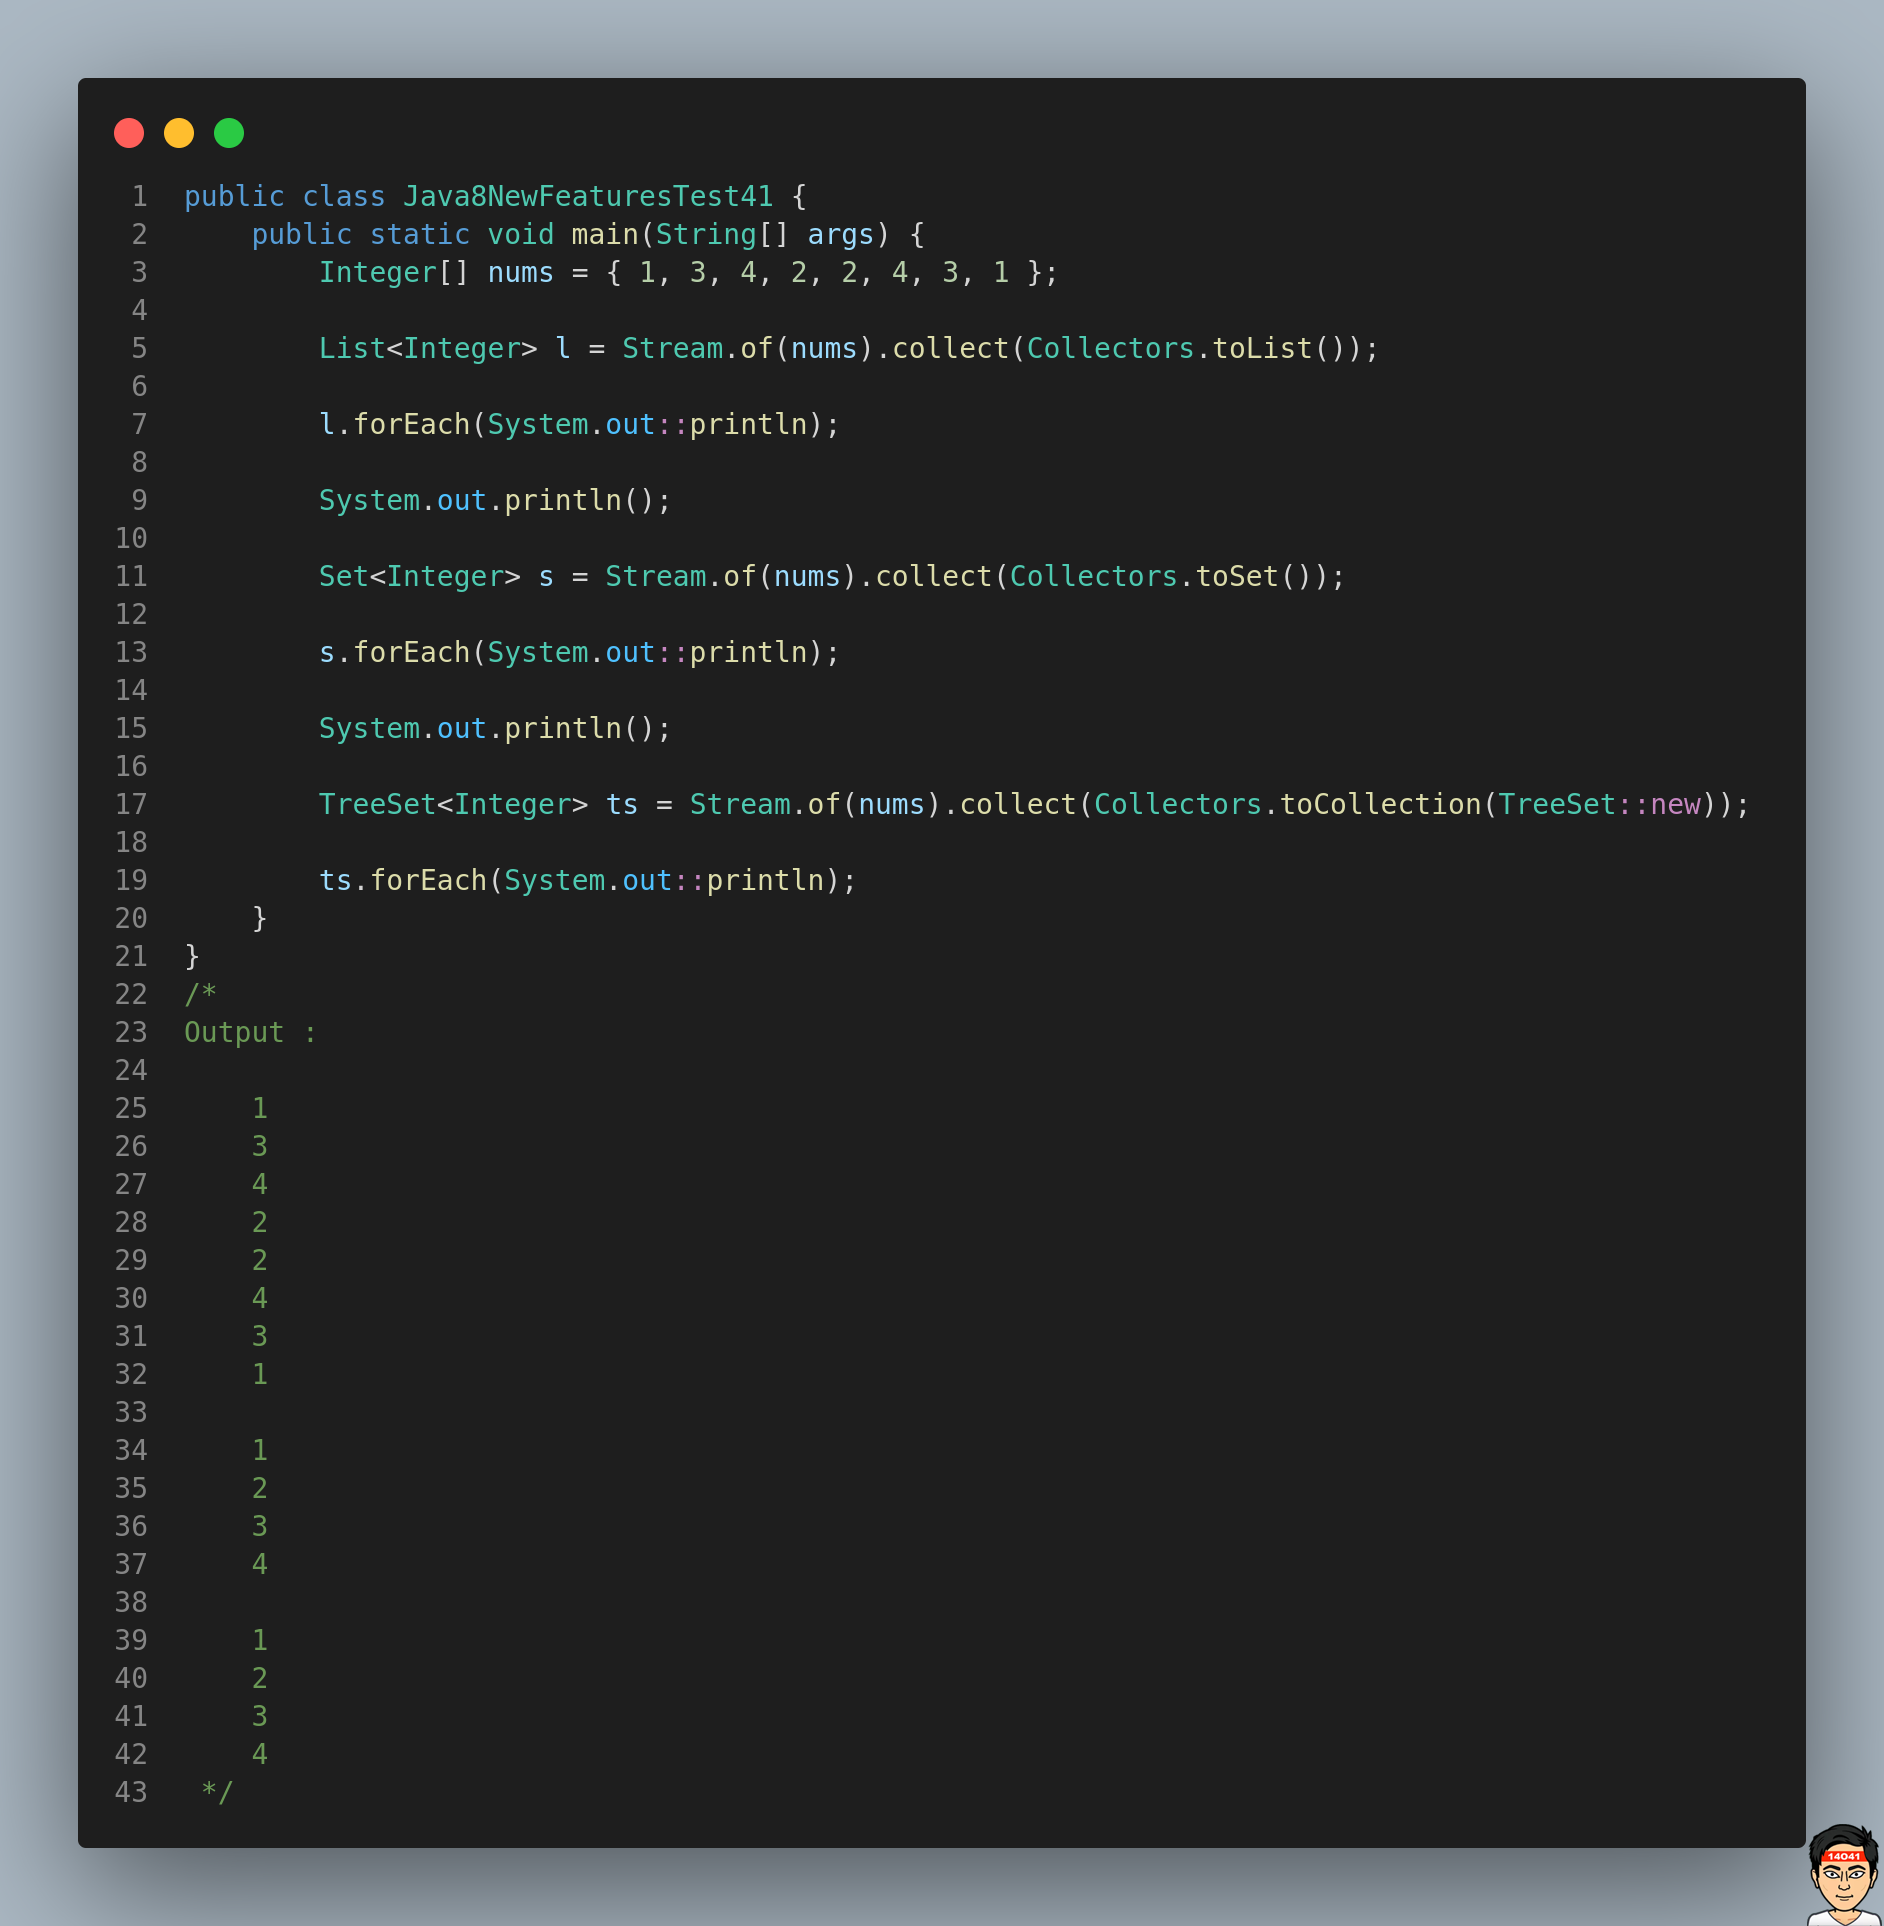 1 public class Java8NewFeaturesTest41 {
2     public static void main(String[] args) {
3         Integer[] nums = { 1, 3, 4, 2, 2, 4, 3, 1 };
4
5         List<Integer> l = Stream.of(nums).collect(Collectors.toList());
6
7         l.forEach(System.out::println);
8
9         System.out.println();
10
11         Set<Integer> s = Stream.of(nums).collect(Collectors.toSet());
12
13         s.forEach(System.out::println);
14
15         System.out.println();
16
17         TreeSet<Integer> ts = Stream.of(nums).collect(Collectors.toCollection(TreeSet::new));
18
19         ts.forEach(System.out::println);
20     }
21 }
22 /*
23 Output :
24
25     1
26     3
27     4
28     2
29     2
30     4
31     3
32     1
33
34     1
35     2
36     3
37     4
38
39     1
40     2
41     3
42     4
43  */
14041